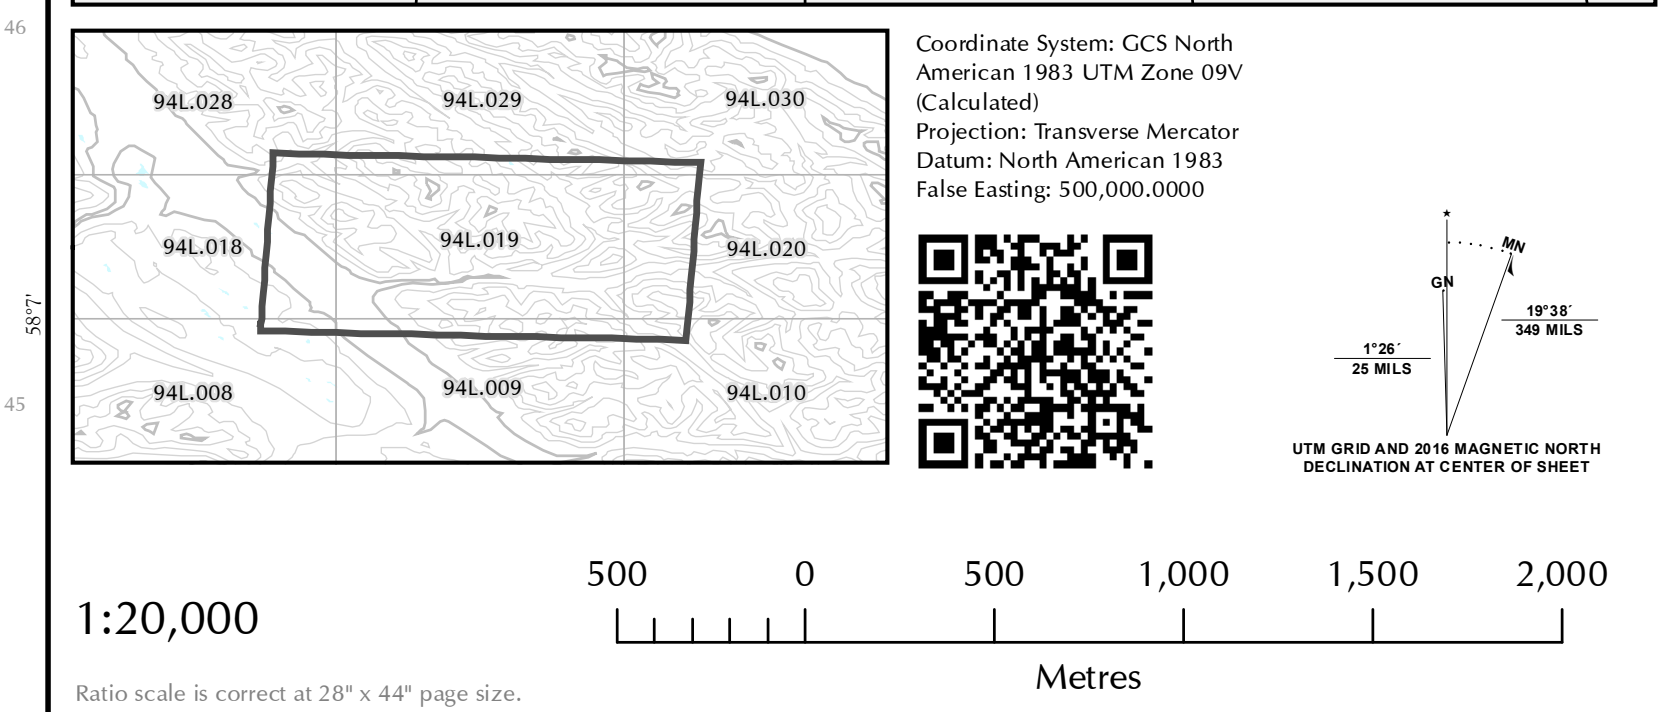 46
94L.028
94L.029
94L.030
94L.018
94L.019
94L.020
94L.008
94L.009
94L.010
58°7'
45
Coordinate System: GCS North
American 1983 UTM Zone 09V
(Calculated)
Projection: Transverse Mercator
Datum: North American 1983
False Easting: 500,000.0000
MN
GN
19°38´
349 MILS
1°26´
25 MILS
UTM GRID AND 2016 MAGNETIC NORTH
DECLINATION AT CENTER OF SHEET
500 0 500 1,000 1,500 2,000
1:20,000
Metres
Ratio scale is correct at 28" x 44" page size.